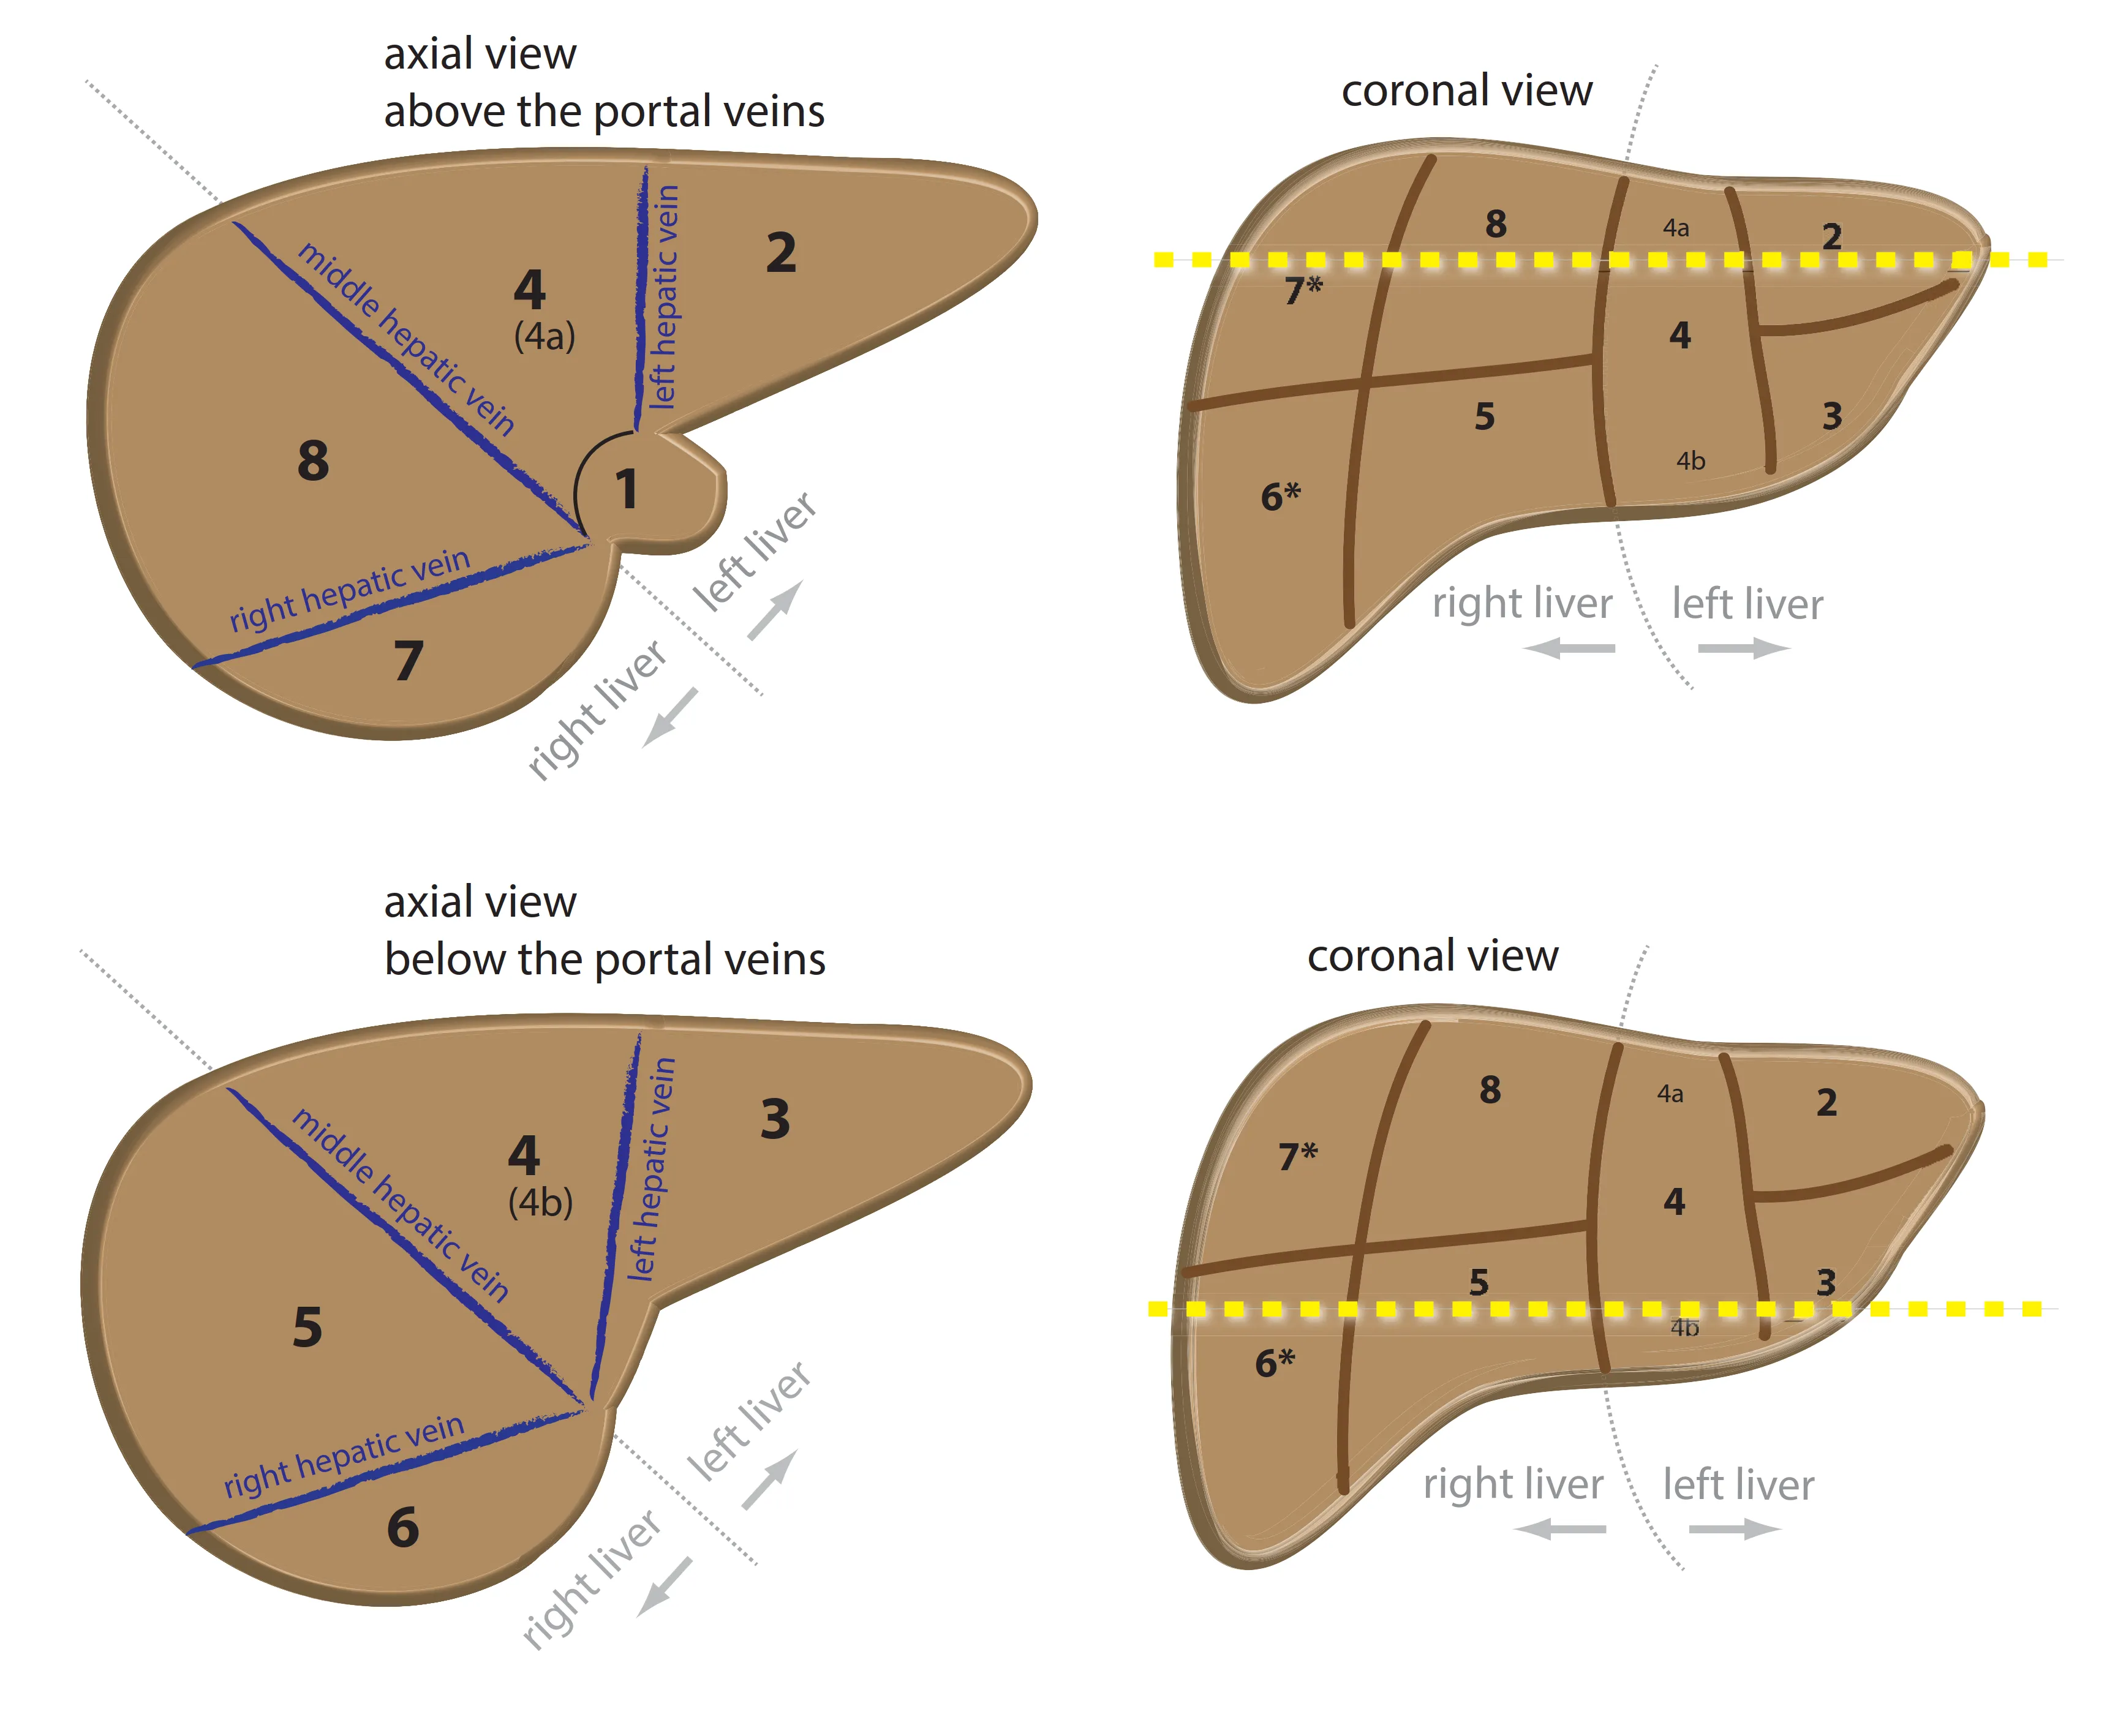 axial view
above the portal veins
middle hepatic vein
4
(4a)
left hepatic vein
2
8
1
right hepatic vein
7
left liver
right liver
coronal view
8
4a
2
7*
4
5
3
4b
6*
right liver
left liver
axial view
below the portal veins
middle hepatic vein
4
(4b)
left hepatic vein
3
5
right hepatic vein
6
left liver
right liver
coronal view
8
4a
2
7*
4
5
3
4b
6*
right liver
left liver